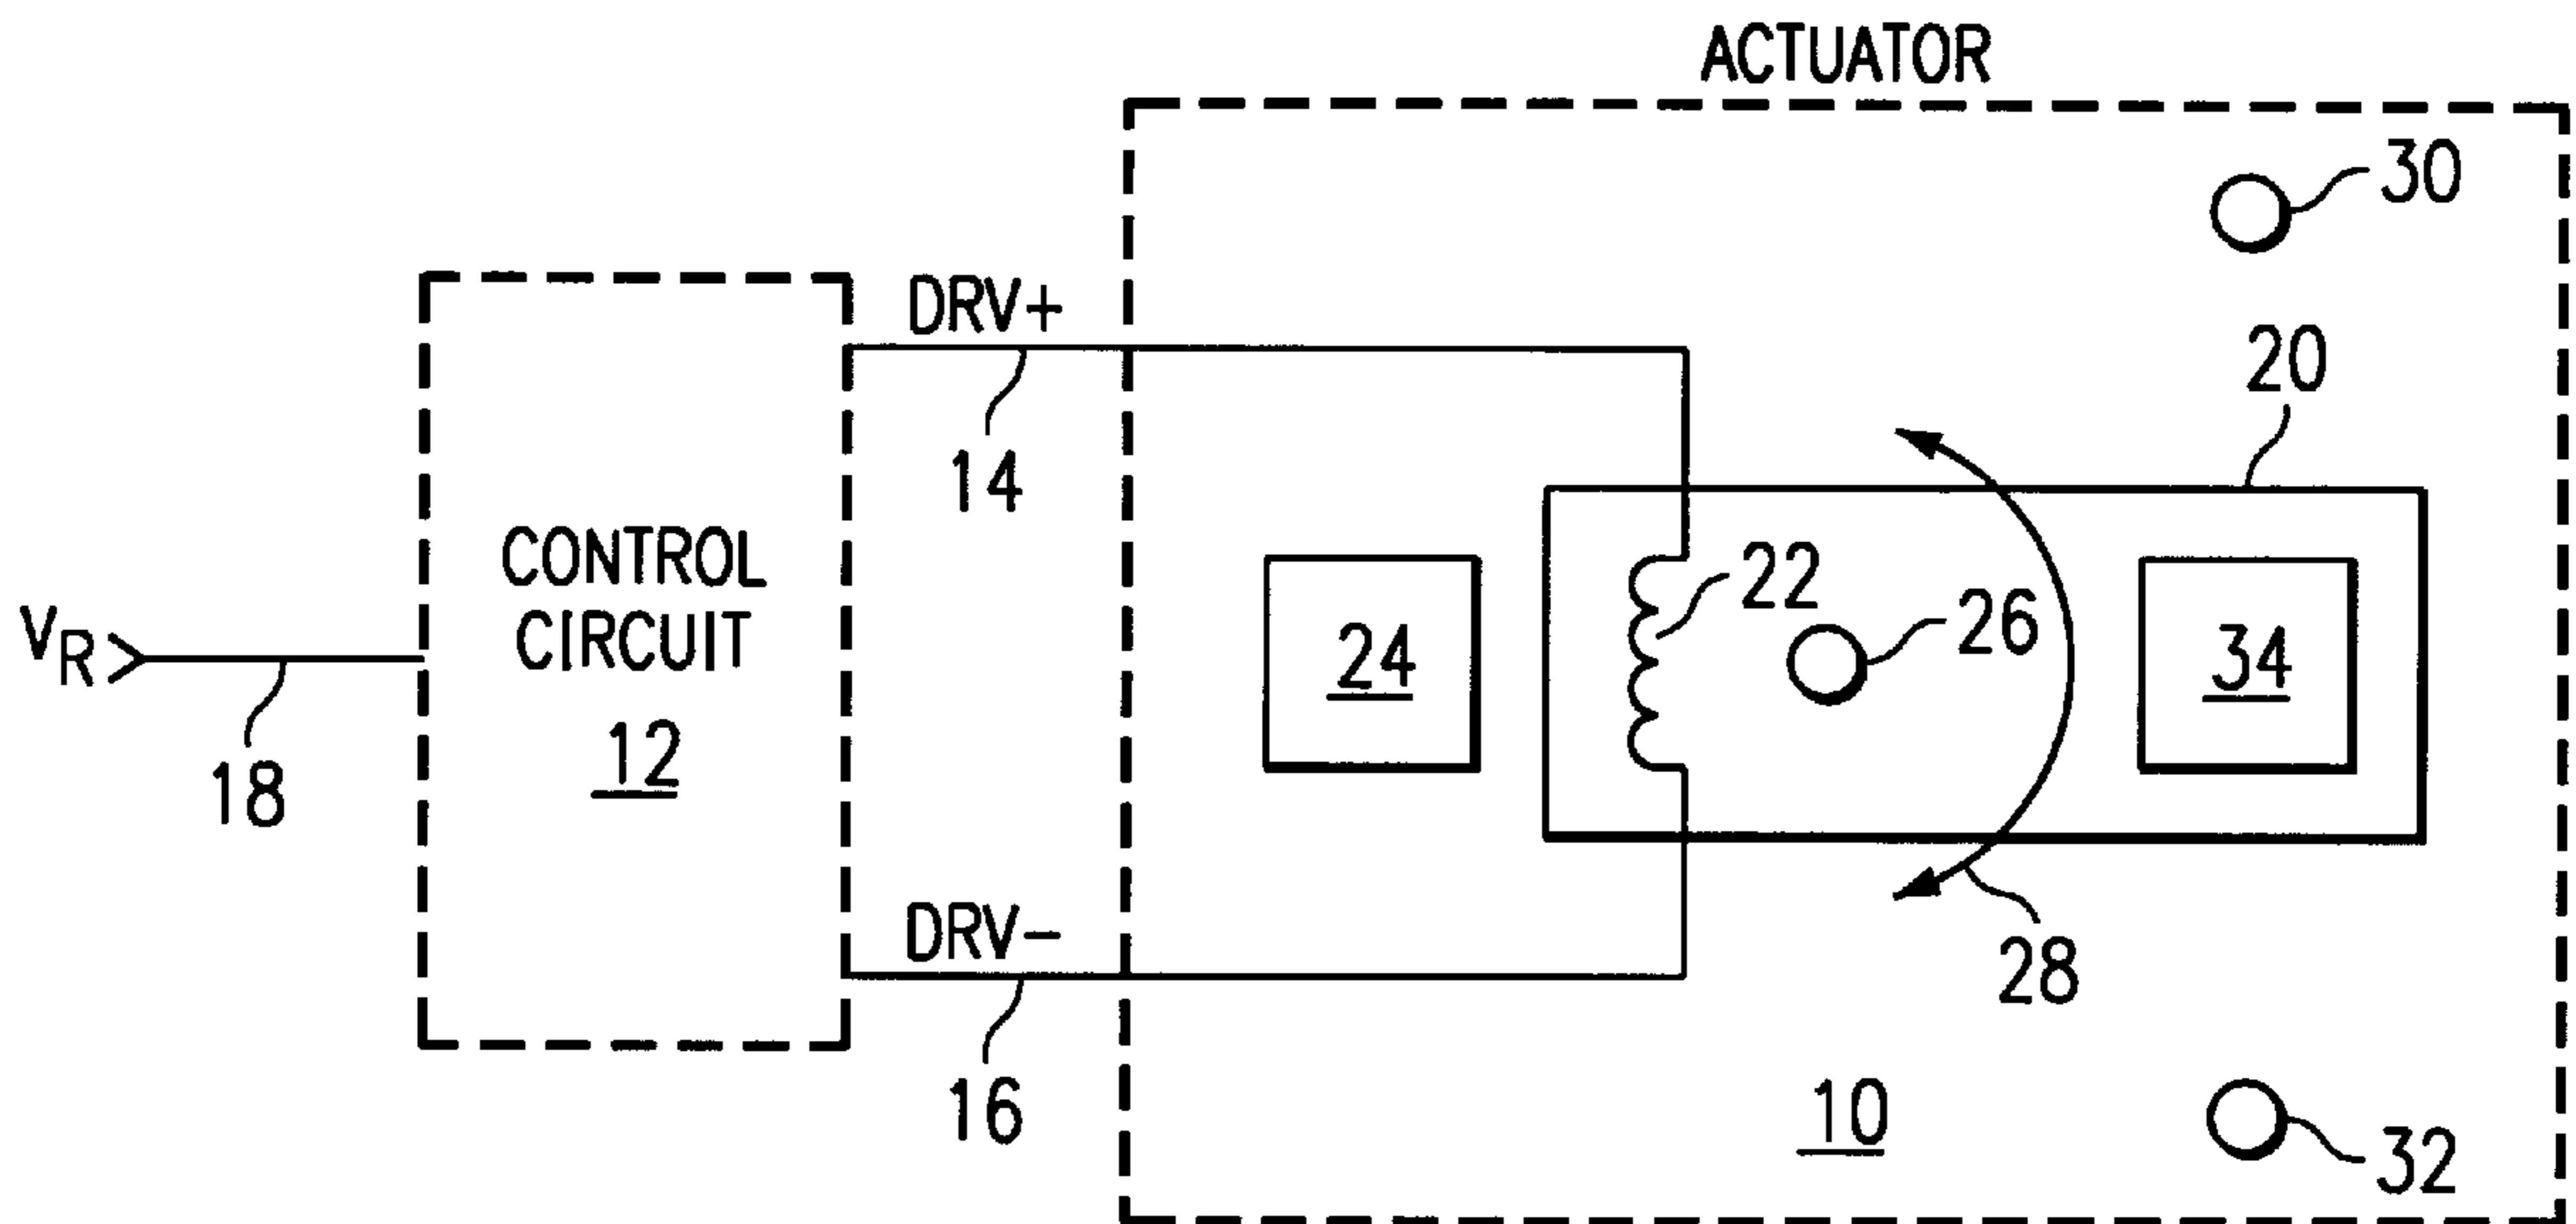 ACTUATOR
30
DRV+
20
14
CONTROL
CIRCUIT
12
VR
18
24
22
26
34
DRV-
28
16
10
32